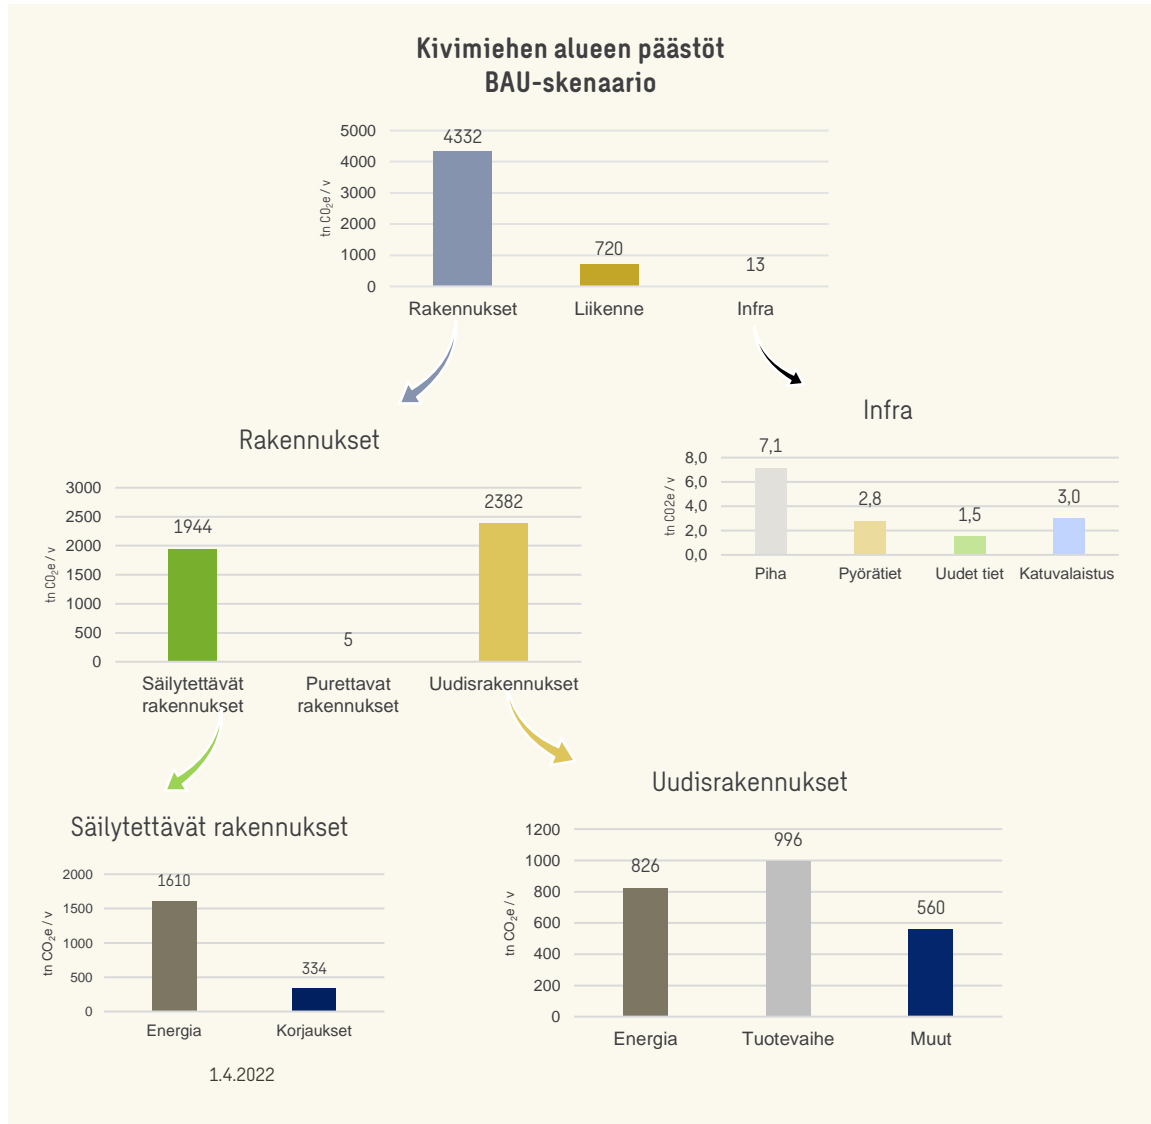 Kivimiehen alueen päästöt
BAU-skenaario
tn CO₂e / v
5000
4000
3000
2000
1000
0
4332
720
13
Rakennukset
Liikenne
Infra
Rakennukset
tn CO₂e / v
3000
2500
2000
1500
1000
500
0
1944
5
2382
Säilytettävät
rakennukset
Purettavat
rakennukset
Uudisrakennukset
Infra
tn CO2e / v
8,0
6,0
4,0
2,0
0,0
7,1
2,8
1,5
3,0
Piha
Pyörätiet
Uudet tiet
Katuvalaistus
Säilytettävät rakennukset
tn CO₂e / v
2000
1500
1000
500
0
1610
334
Energia
Korjaukset
Uudisrakennukset
tn CO₂e / v
1200
1000
800
600
400
200
0
826
996
560
Energia
Tuotevaihe
Muut
1.4.2022